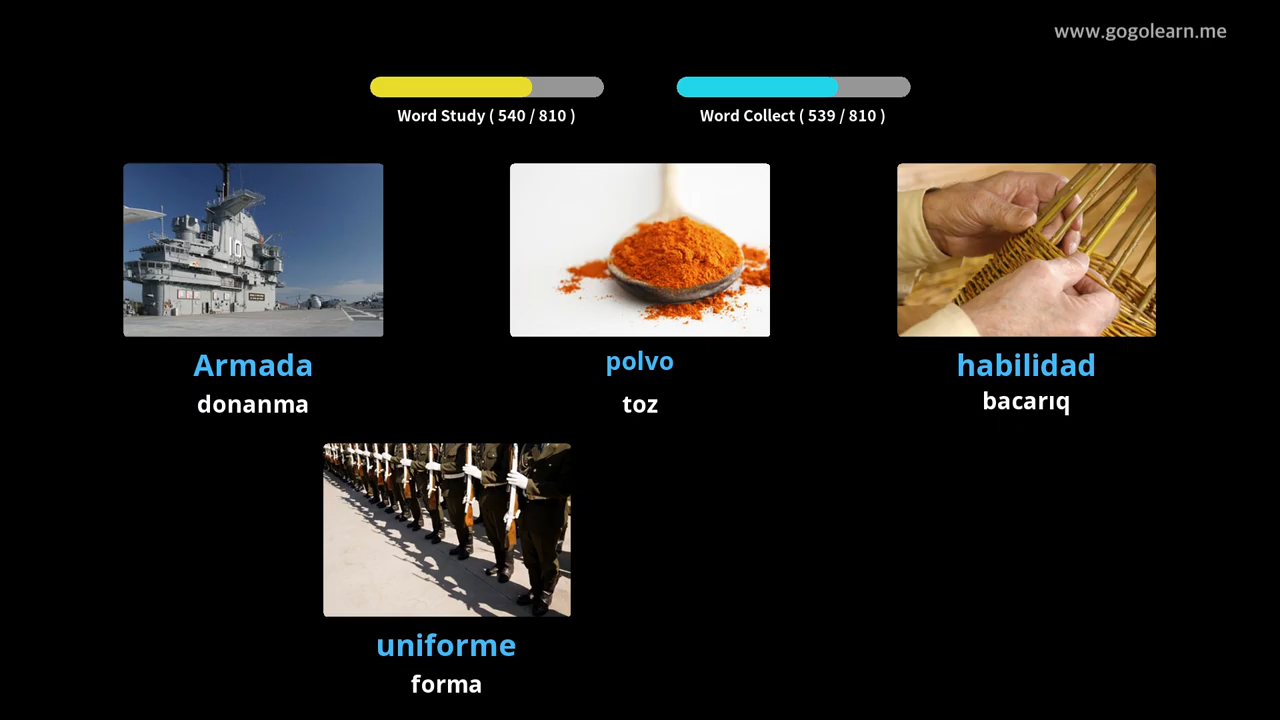 www.gogolearn.me
Word Study ( 540 / 810 )
Word Collect ( 539 / 810 )
Armada
donanma
polvo
toz
habilidad
bacarıq
uniforme
forma